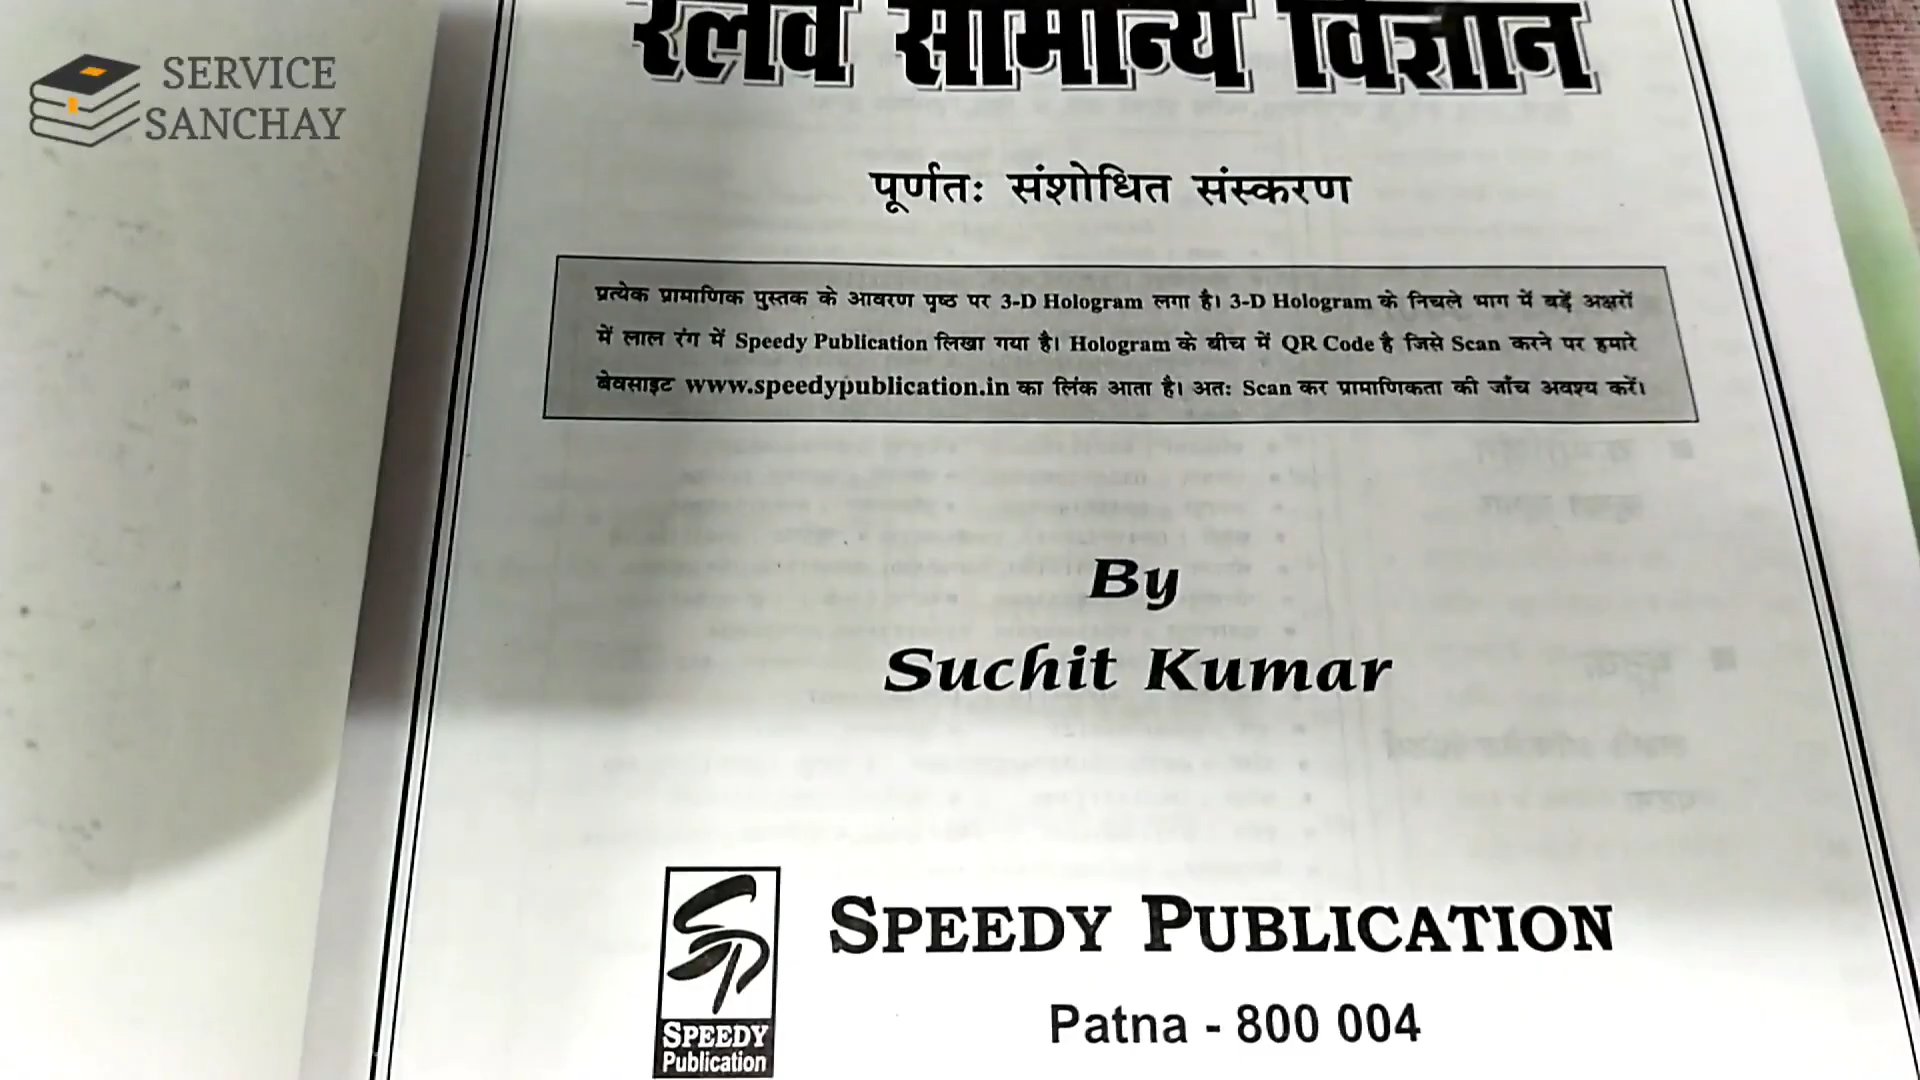 SERVICE
SANCHAY
रेलवे सामान्य विज्ञान
पूर्णतः संशोधित संस्करण
प्रत्येक प्रामाणिक पुस्तक के आवरण पृष्ठ पर 3-D Hologram लगा है। 3-D Hologram के निचले भाग में बड़ें अक्षरों
में लाल रंग में Speedy Publication लिखा गया है। Hologram के बीच में QR Code है जिसे Scan करने पर हमारे
बेवसाइट www.speedypublication.in का लिंक आता है। अतः Scan कर प्रामाणिकता की जाँच अवश्य करें।
By
Suchit Kumar
SPEEDY PUBLICATION
Patna - 800 004
SPEEDY
Publication